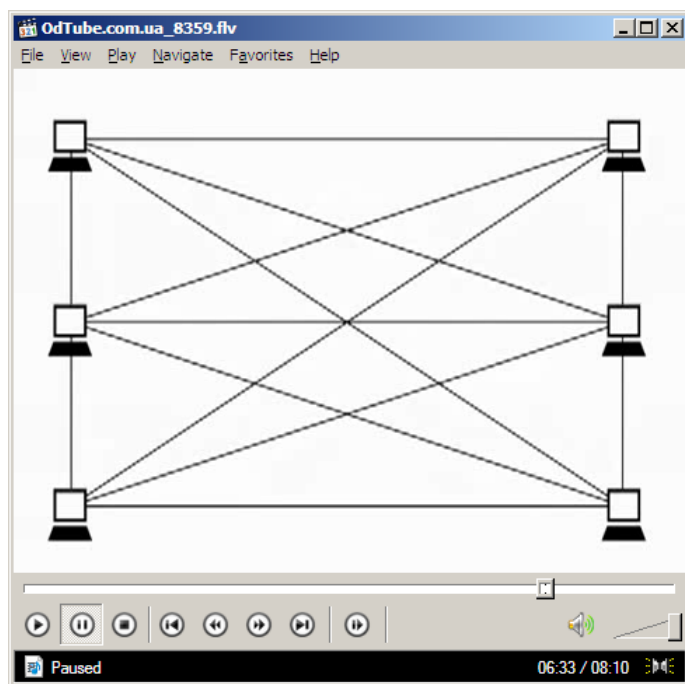 OdTube.com.ua_8359.flv
File View Play Navigate Favorites Help
Paused 06:33 / 08:10